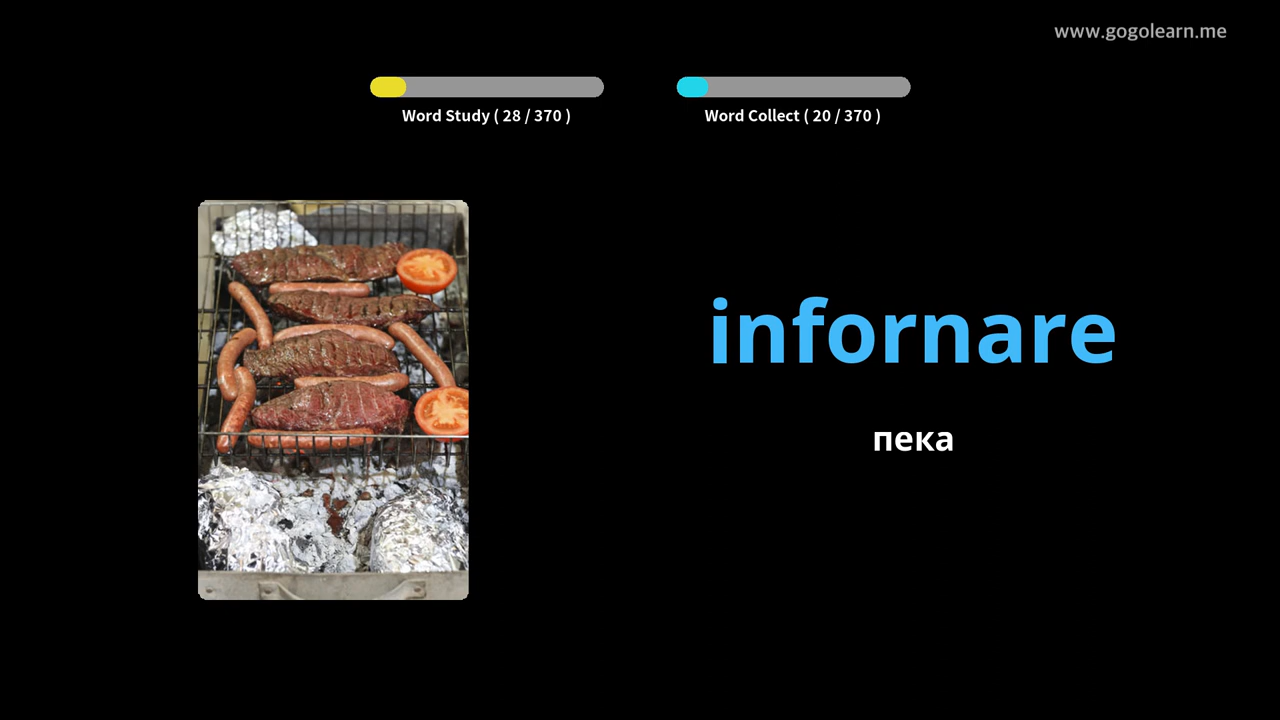 www.gogolearn.me
Word Study ( 28 / 370 )
Word Collect ( 20 / 370 )
infornare
пека